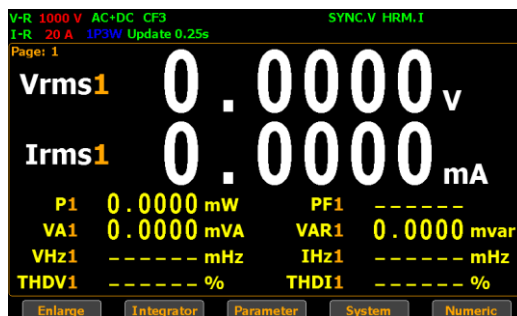 V-R 1000 V AC+DC CF3 SYNC.V HRM.I
I-R 20 A 1P3W Update 0.25s
Page: 1
Vrms1 0.0000 V
Irms1 0.0000 mA
P1 0.0000 mW PF1 ------
VA1 0.0000 mVA VAR1 0.0000 mvar
VHz1 ------ mHz IHz1 ------ mHz
THDV1 ------ % THDI1 ------ %
Enlarge Integrator Parameter System Numeric